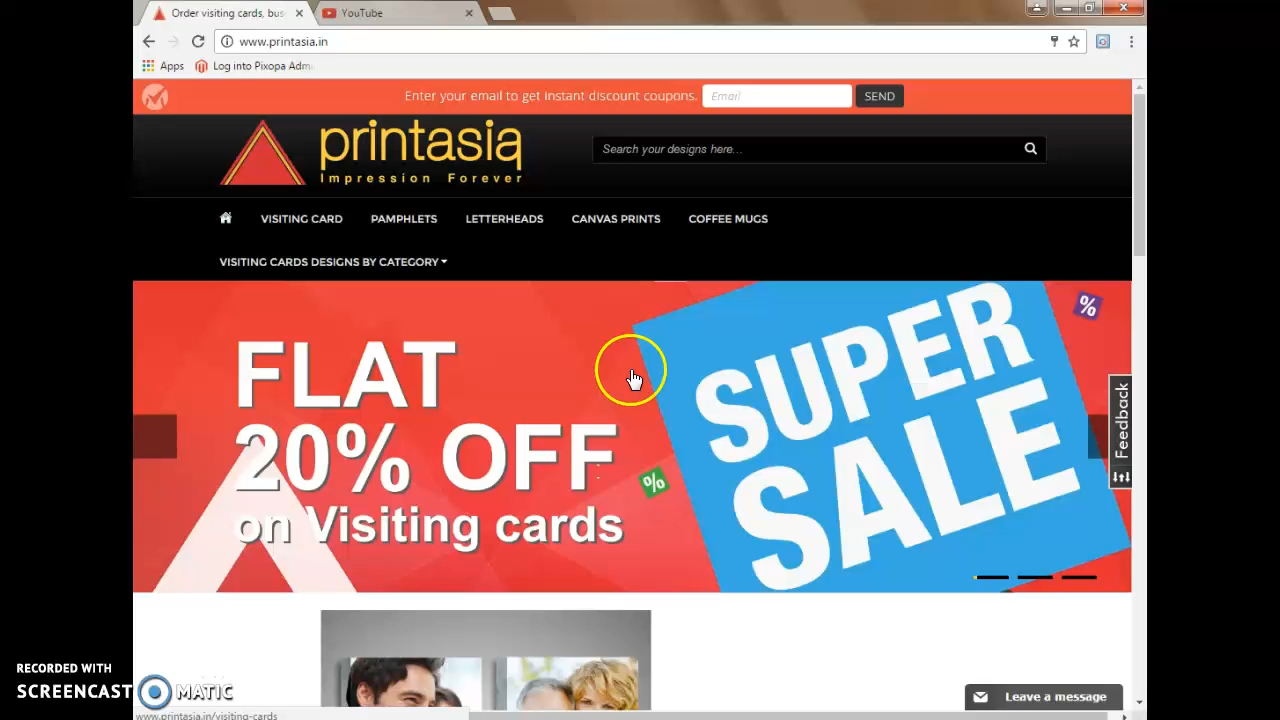 Order visiting cards, bus
YouTube
www.printasia.in
Apps
Log into Pixopa Adm
Enter your email to get instant discount coupons.
Email
SEND
printasia
Impression Forever
Search your designs here...
VISITING CARD
PAMPHLETS
LETTERHEADS
CANVAS PRINTS
COFFEE MUGS
VISITING CARDS DESIGNS BY CATEGORY
FLAT
20% OFF
on Visiting cards
SUPER
SALE
%
%
Feedback
RECORDED WITH
SCREENCAST MATIC
Leave a message
www.printasia.in/visiting-cards